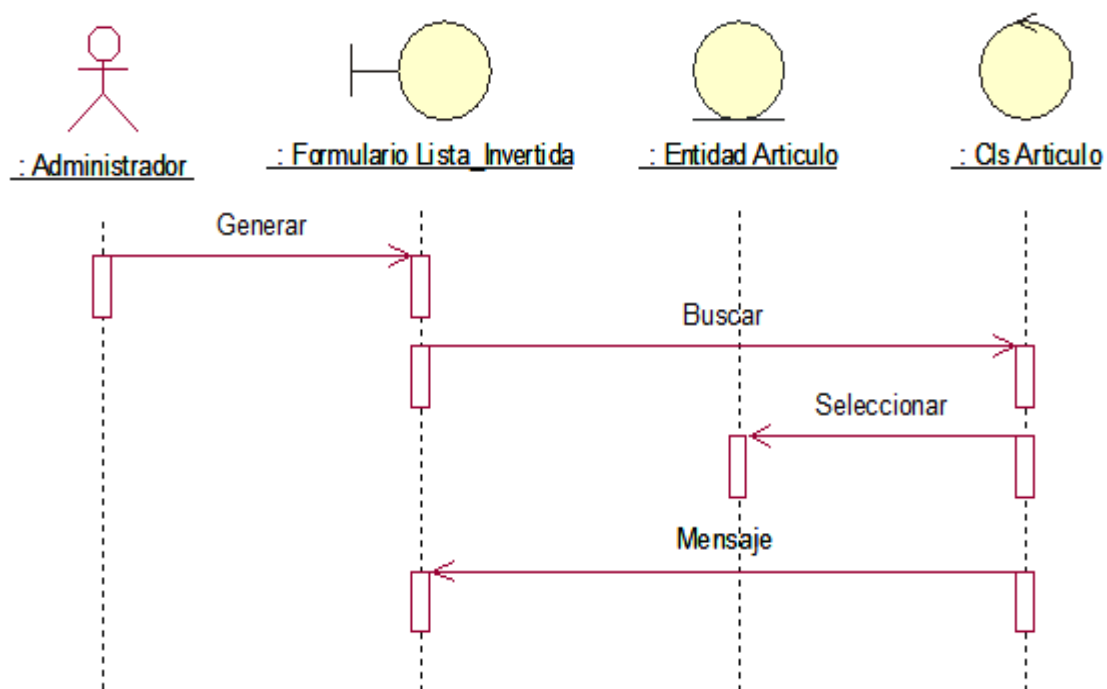 : Administrador
: Formulario Lista_Invertida
: Entidad Articulo
: Cls Articulo
Generar
Buscar
Seleccionar
Mensaje